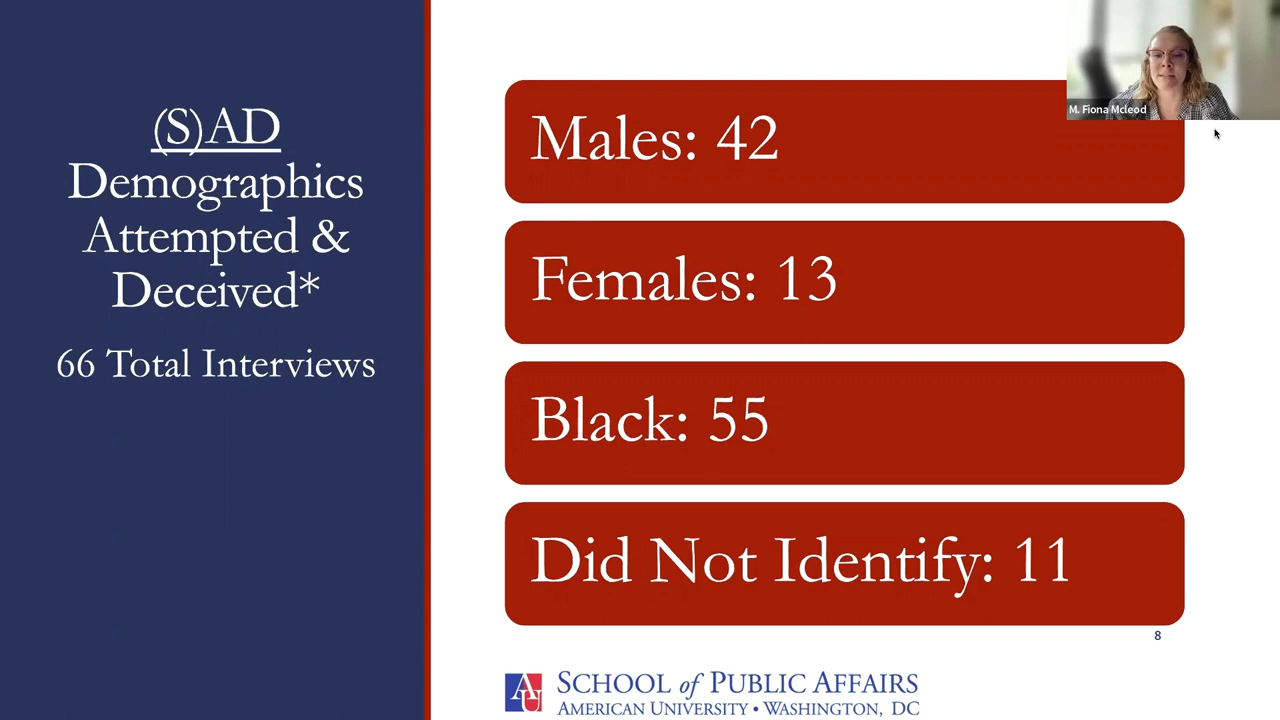 (S)AD
Demographics
Attempted &
Deceived*
66 Total Interviews
Males: 42
Females: 13
Black: 55
Did Not Identify: 11
M. Fiona Mcleod
8
AU
SCHOOL of PUBLIC AFFAIRS
AMERICAN UNIVERSITY • WASHINGTON, DC